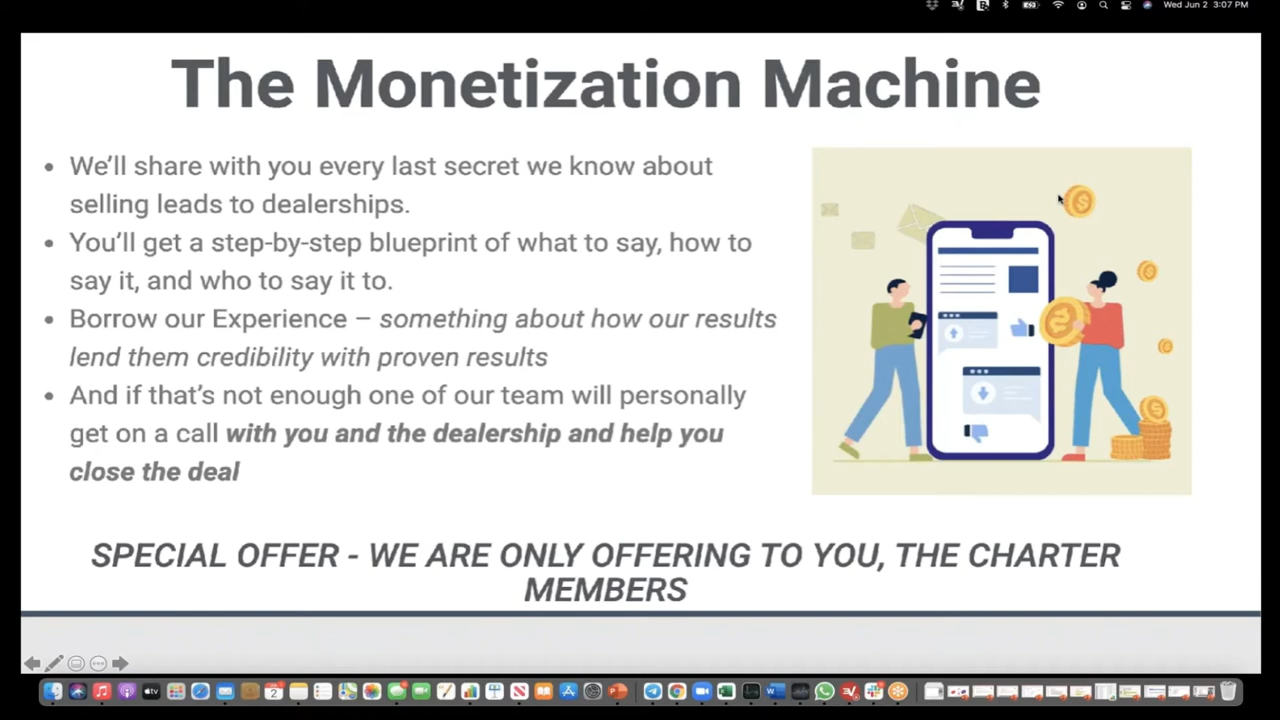 Wed Jun 2 3:07 PM
The Monetization Machine
• We'll share with you every last secret we know about
selling leads to dealerships.
• You'll get a step-by-step blueprint of what to say, how to
say it, and who to say it to.
• Borrow our Experience – something about how our results
lend them credibility with proven results
• And if that's not enough one of our team will personally
get on a call with you and the dealership and help you
close the deal
SPECIAL OFFER - WE ARE ONLY OFFERING TO YOU, THE CHARTER
MEMBERS